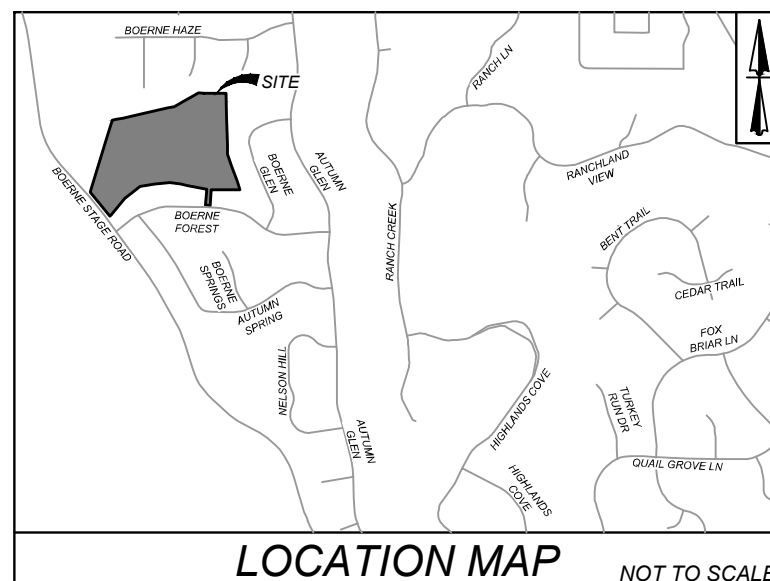 BOERNE HAZE
SITE
RANCH LN
BOERNE
GLEN
AUTUMN
GLEN
RANCHLAND
VIEW
BOERNE STAGE ROAD
BOERNE
FOREST
BENT TRAIL
RANCH CREEK
BOERNE
SPRINGS
CEDAR TRAIL
AUTUMN
SPRING
FOX
BRIAR LN
NELSON HILL
HIGHLANDS COVE
TURKEY
RUN DR
AUTUMN
GLEN
QUAIL GROVE LN
HIGHLANDS
COVE
LOCATION MAP
NOT TO SCALE